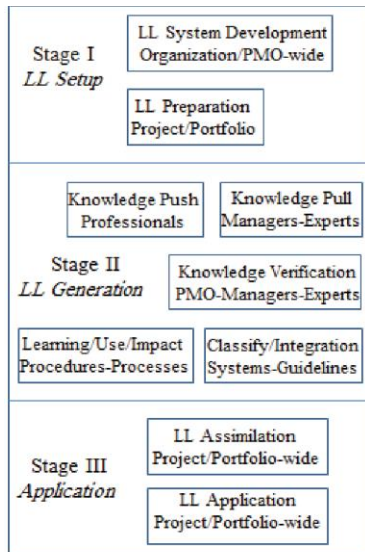 Stage I
LL Setup
LL System Development
Organization/PMO-wide
LL Preparation
Project/Portfolio
Knowledge Push
Professionals
Knowledge Pull
Managers-Experts
Stage II
LL Generation
Knowledge Verification
PMO-Managers-Experts
Learning/Use/Impact
Procedures-Processes
Classify/Integration
Systems-Guidelines
Stage III
Application
LL Assimilation
Project/Portfolio-wide
LL Application
Project/Portfolio-wide